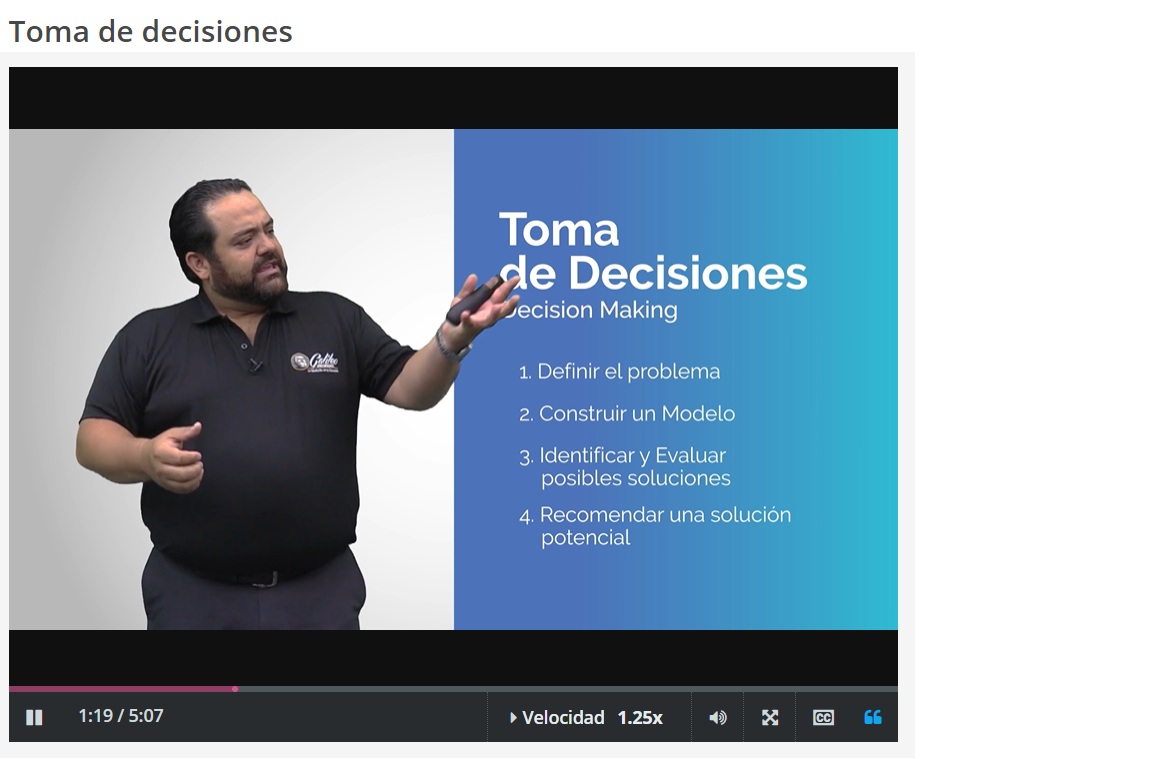 Toma de decisiones
Toma
de Decisiones
Decision Making
1. Definir el problema
2. Construir un Modelo
3. Identificar y Evaluar
posibles soluciones
4. Recomendar una solución
potencial
Galileo
1:19 / 5:07
Velocidad 1.25x
CC